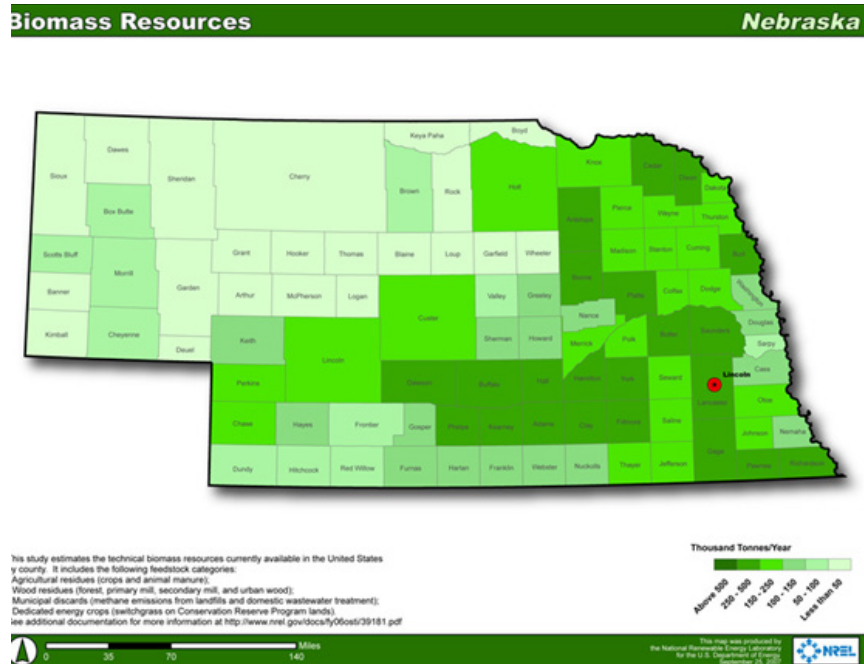 Biomass Resources
Nebraska
Boyd
Keya Paha
Dawes
Knox
Cedar
Sioux
Sheridan
Cherry
Holt
Dixon
Dakota
Brown
Rock
Box Butte
Pierce
Wayne
Thurston
Antelope
Scotts Bluff
Grant
Hooker
Thomas
Blaine
Loup
Garfield
Wheeler
Madison
Stanton
Cuming
Burt
Morrill
Banner
Garden
Arthur
McPherson
Logan
Valley
Greeley
Boone
Platte
Colfax
Dodge
Washington
Custer
Nance
Kimball
Cheyenne
Deuel
Keith
Lincoln
Sherman
Howard
Merrick
Polk
Butler
Saunders
Douglas
Sarpy
Perkins
Dawson
Buffalo
Hall
Hamilton
York
Seward
Lincoln
Lancaster
Cass
Otoe
Chase
Hayes
Frontier
Gosper
Phelps
Kearney
Adams
Clay
Fillmore
Saline
Johnson
Nemaha
Dundy
Hitchcock
Red Willow
Furnas
Harlan
Franklin
Webster
Nuckolls
Thayer
Jefferson
Gage
Pawnee
Richardson
his study estimates the technical biomass resources currently available in the United States
y county. It includes the following feedstock categories:
Agricultural residues (crops and animal manure);
Wood residues (forest, primary mill, secondary mill, and urban wood);
Municipal discards (methane emissions from landfills and domestic wastewater treatment);
Dedicated energy crops (switchgrass on Conservation Reserve Program lands).
See additional documentation for more information at http://www.nrel.gov/docs/fy06osti/39181.pdf
Thousand Tonnes/Year
Above 500
250 - 500
150 - 250
100 - 150
50 - 100
Less than 50
Miles
0 35 70 140
This map was produced by
the National Renewable Energy Laboratory
for the U.S. Department of Energy.
NREL